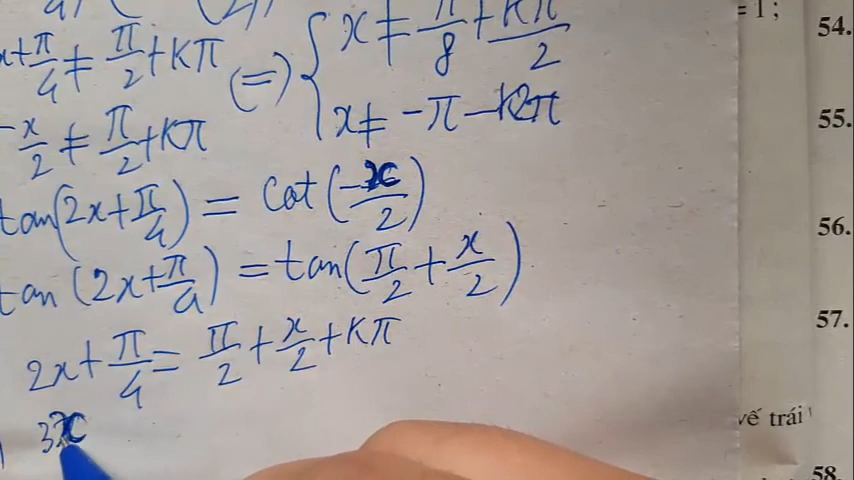 x+π/4 ≠ π/2+kπ (=) { x ≠ π/8+kπ/2
-x/2 ≠ π/2+kπ x ≠ -π-k2π
tan(2x+π/4) = cot(-x/2)
tan(2x+π/4) = tan(π/2+x/2)
2x+π/4 = π/2+x/2+kπ
3x
=1;
54.
55.
56.
57.
vế trái
58.